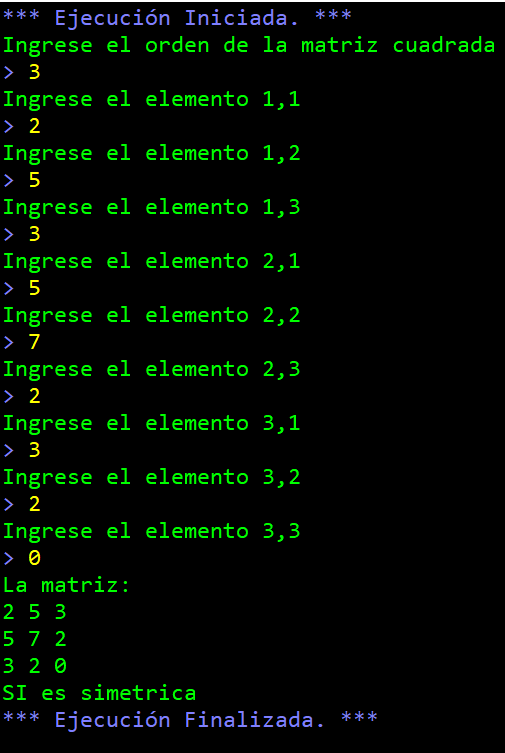 *** Ejecución Iniciada. ***
Ingrese el orden de la matriz cuadrada
> 3
Ingrese el elemento 1,1
> 2
Ingrese el elemento 1,2
> 5
Ingrese el elemento 1,3
> 3
Ingrese el elemento 2,1
> 5
Ingrese el elemento 2,2
> 7
Ingrese el elemento 2,3
> 2
Ingrese el elemento 3,1
> 3
Ingrese el elemento 3,2
> 2
Ingrese el elemento 3,3
> 0
La matriz:
2 5 3
5 7 2
3 2 0
SI es simetrica
*** Ejecución Finalizada. ***